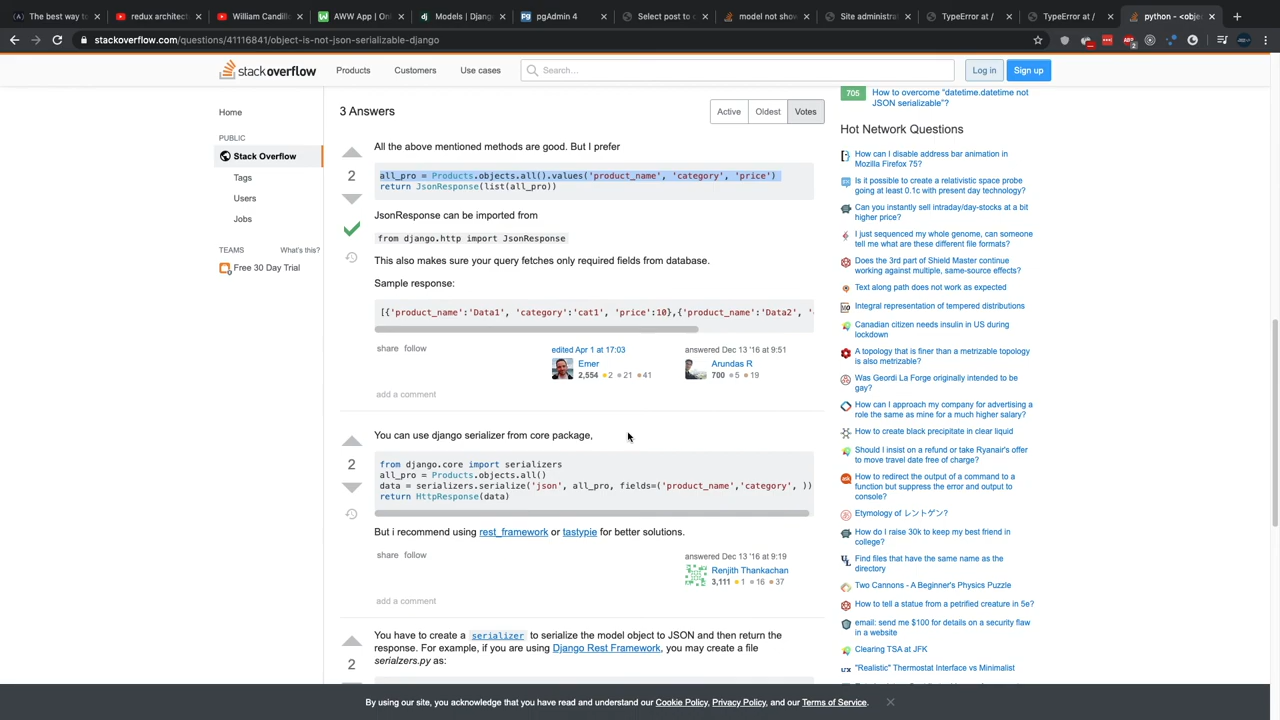 The Best way to
redux architect
William Candillo
AWW App | Onli
Models | Django
pgAdmin 4
Select post to c
model not show
Site administra
TypeError at /
TypeError at /
python - <obje
stackoverflow.com/questions/41116841/object-is-not-json-serializable-django
stackoverflow
Products
Customers
Use cases
Search...
Log in
Sign up
Home
PUBLIC
Stack Overflow
Tags
Users
Jobs
TEAMS
What's this?
Free 30 Day Trial
3 Answers
Active
Oldest
Votes
All the above mentioned methods are good. But I prefer
2
all_pro = Products.objects.all().values('product_name', 'category', 'price')
return JsonResponse(list(all_pro))
JsonResponse can be imported from
from django.http import JsonResponse
This also makes sure your query fetches only required fields from database.
Sample response:
[{'product_name':'Data1', 'category':'cat1', 'price':10},{'product_name':'Data2', '
share follow
edited Apr 1 at 17:03
Emer
2,554 2 21 41
answered Dec 13 '16 at 9:51
Arundas R
700 5 19
add a comment
You can use django serializer from core package,
2
from django.core import serializers
all_pro = Products.objects.all()
data = serializers.serialize('json', all_pro, fields=('product_name','category', ))
return HttpResponse(data)
But i recommend using rest_framework or tastypie for better solutions.
share follow
answered Dec 13 '16 at 9:19
Renjith Thankachan
3,111 1 16 37
add a comment
You have to create a serializer to serialize the model object to JSON and then return the
response. For example, if you are using Django Rest Framework, you may create a file
serialzers.py as:
2
705
How to overcome "datetime.datetime not
JSON serializable"?
Hot Network Questions
How can I disable address bar animation in
Mozilla Firefox 75?
Is it possible to create a relativistic space probe
going at least 0.1c with present day technology?
Can you instantly sell intraday/day-stocks at a bit
higher price?
I just sequenced my whole genome, can someone
tell me what are these different file formats?
Does the 3rd part of Shield Master continue
working against multiple, same-source effects?
Text along path does not work as expected
Integral representation of tempered distributions
Canadian citizen needs insulin in US during
lockdown
A topology that is finer than a metrizable topology
is also metrizable?
Was Geordi La Forge originally intended to be
gay?
How can I approach my company for advertising a
role the same as mine for a much higher salary?
How to create black precipitate in clear liquid
Should I insist on a refund or take Ryanair's offer
to move travel date free of charge?
How to redirect the output of a command to a
function but suppress the error and output to
console?
Etymology of レントゲン?
How do I raise 30k to keep my best friend in
college?
Find files that have the same name as the
directory
Two Cannons - A Beginner's Physics Puzzle
How to tell a statue from a petrified creature in 5e?
email: send me $100 for details on a security flaw
in a website
Clearing TSA at JFK
"Realistic" Thermostat Interface vs Minimalist
By using our site, you acknowledge that you have read and understand our Cookie Policy, Privacy Policy, and our Terms of Service.